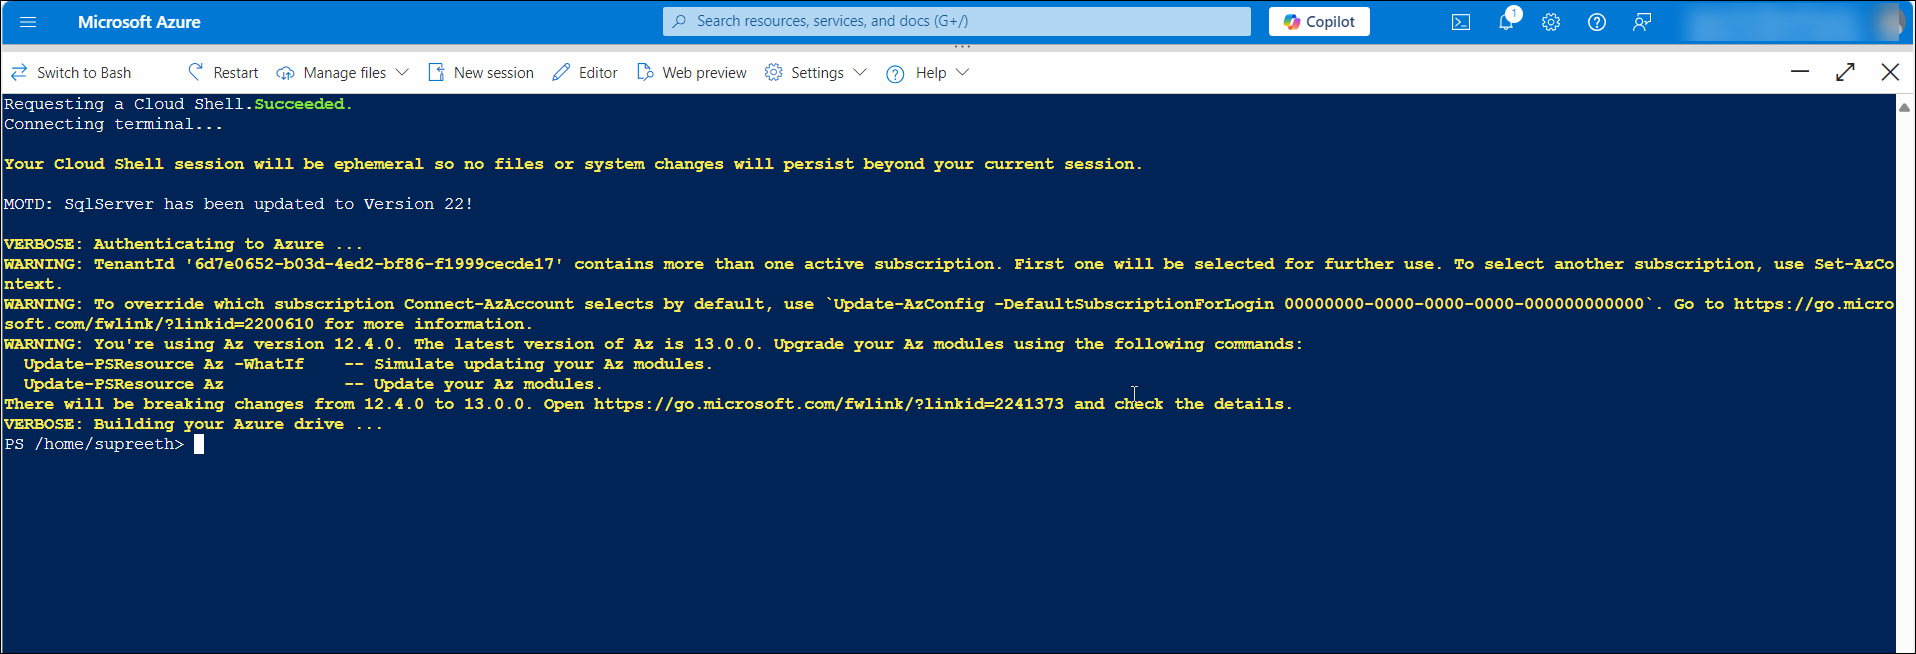 Microsoft Azure
Search resources, services, and docs (G+/)
Copilot
1
Switch to Bash
Restart
Manage files
New session
Editor
Web preview
Settings
Help
Requesting a Cloud Shell.Succeeded.
Connecting terminal...
Your Cloud Shell session will be ephemeral so no files or system changes will persist beyond your current session.
MOTD: SqlServer has been updated to Version 22!
VERBOSE: Authenticating to Azure ...
WARNING: TenantId '6d7e0652-b03d-4ed2-bf86-f1999cecde17' contains more than one active subscription. First one will be selected for further use. To select another subscription, use Set-AzCo
ntext.
WARNING: To override which subscription Connect-AzAccount selects by default, use `Update-AzConfig -DefaultSubscriptionForLogin 00000000-0000-0000-0000-000000000000`. Go to https://go.micro
soft.com/fwlink/?linkid=2200610 for more information.
WARNING: You're using Az version 12.4.0. The latest version of Az is 13.0.0. Upgrade your Az modules using the following commands:
  Update-PSResource Az -WhatIf    -- Simulate updating your Az modules.
  Update-PSResource Az            -- Update your Az modules.
There will be breaking changes from 12.4.0 to 13.0.0. Open https://go.microsoft.com/fwlink/?linkid=2241373 and check the details.
VERBOSE: Building your Azure drive ...
PS /home/supreeth>